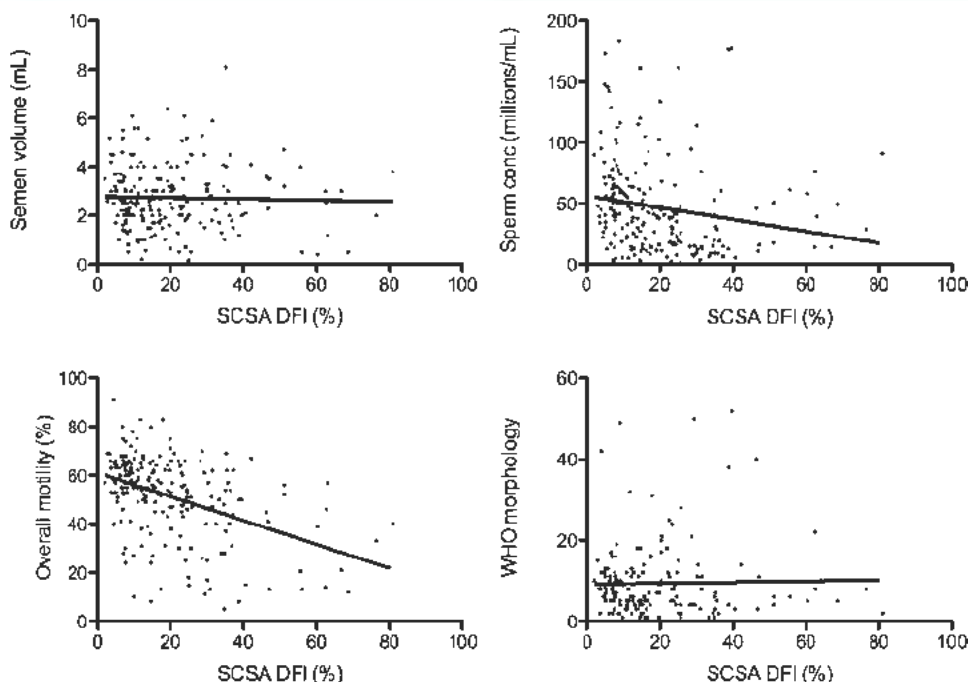 Semen volume (mL)
10
8
6
4
2
0
0 20 40 60 80 100
SCSA DFI (%)
Sperm conc (millions/mL)
200
150
100
50
0
0 20 40 60 80 100
SCSA DFI (%)
Overall motility (%)
100
80
60
40
20
0
0 20 40 60 80 100
SCSA DFI (%)
WHO morphology
60
40
20
0
0 20 40 60 80 100
SCSA DFI (%)